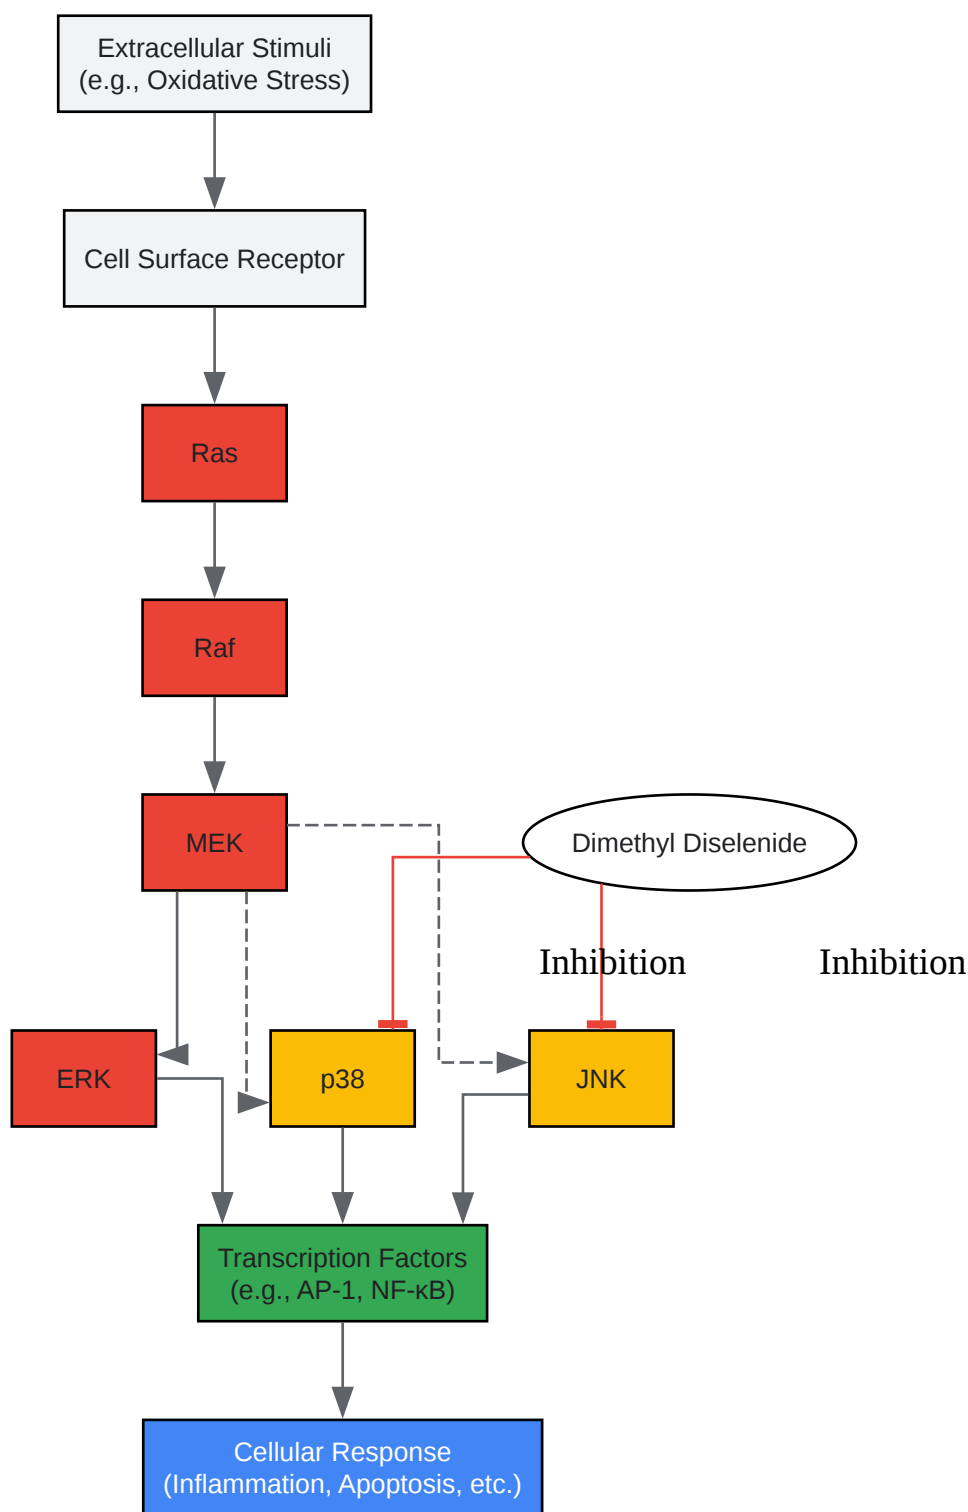 Extracellular Stimuli
(e.g., Oxidative Stress)
Cell Surface Receptor
Ras
Raf
MEK
Dimethyl Diselenide
Inhibition
Inhibition
ERK
p38
JNK
Transcription Factors
(e.g., AP-1, NF-κB)
Cellular Response
(Inflammation, Apoptosis, etc.)